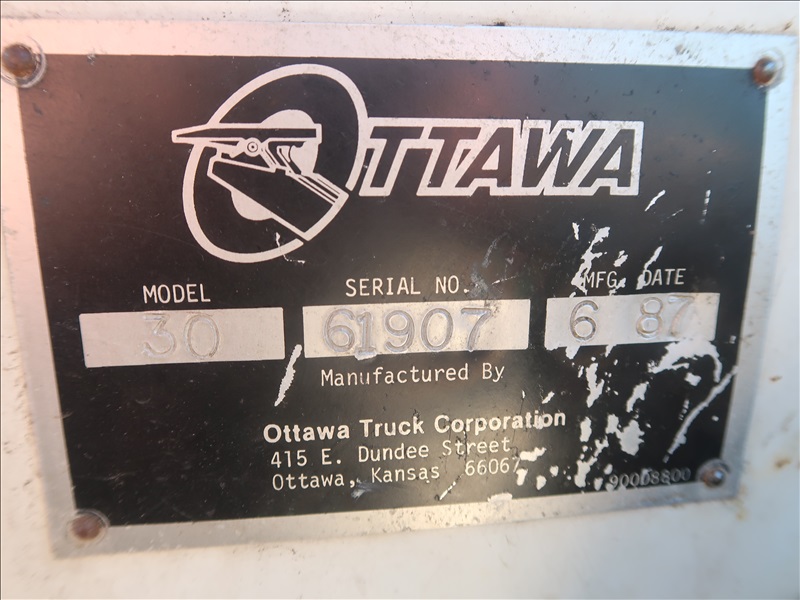 OTTAWA
MODEL SERIAL NO. MFG. DATE
30 61907 6 87
Manufactured By
Ottawa Truck Corporation
415 E. Dundee Street
Ottawa, Kansas 66067